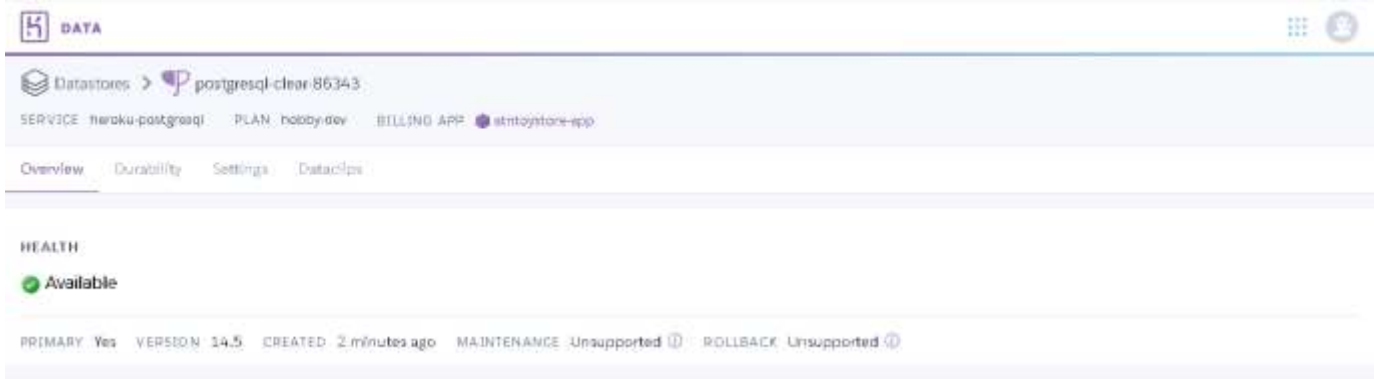 DATA
Datastores > postgresql-clear-86343
SERVICE heroku-postgresql PLAN hobby-dev BILLING APP stntoystore-app
Overview Durability Settings Dataclips
HEALTH
Available
PRIMARY Yes VERSION 14.5 CREATED 2 minutes ago MAINTENANCE Unsupported ROLLBACK Unsupported